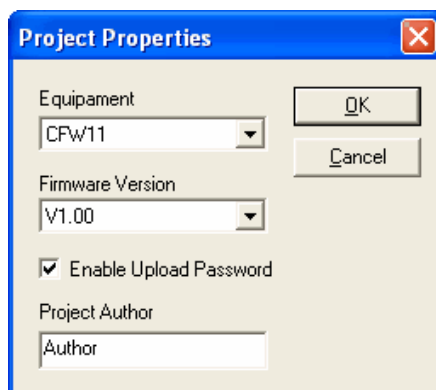 Project Properties
Equipament
CFW11
OK
Cancel
Firmware Version
V1.00
Enable Upload Password
Project Author
Author